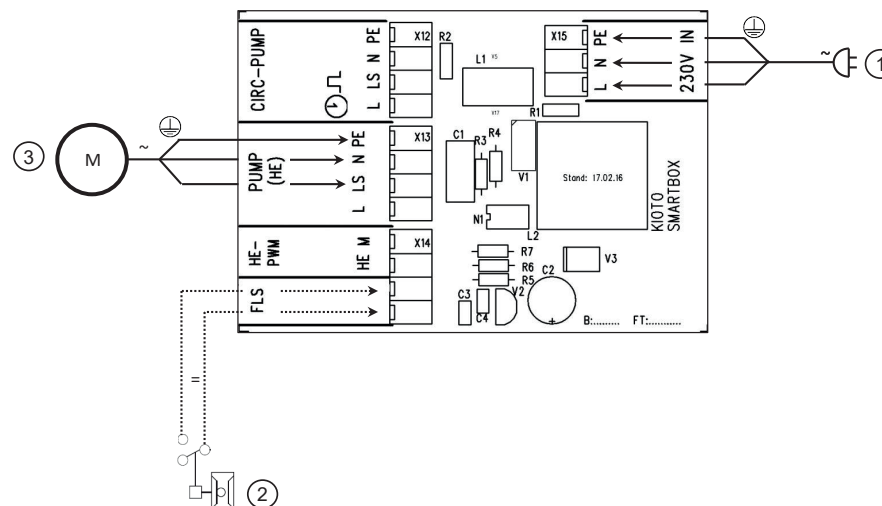 CIRC-PUMP
L LS N PE
X12
R2
L1
V5
V17
X15
L N PE
230V IN
~
1
R1
3
M
~
PUMP
(HE)
L LS N PE
X13
C1
R3
R4
V1
Stand: 17.02.16
KIOTO
SMARTBOX
N1
L2
HE-
PWM
HE M
X14
R7
R6
R5
C2
V3
FLS
C3
C4
V2
+
B:......... FT:...........
=
2